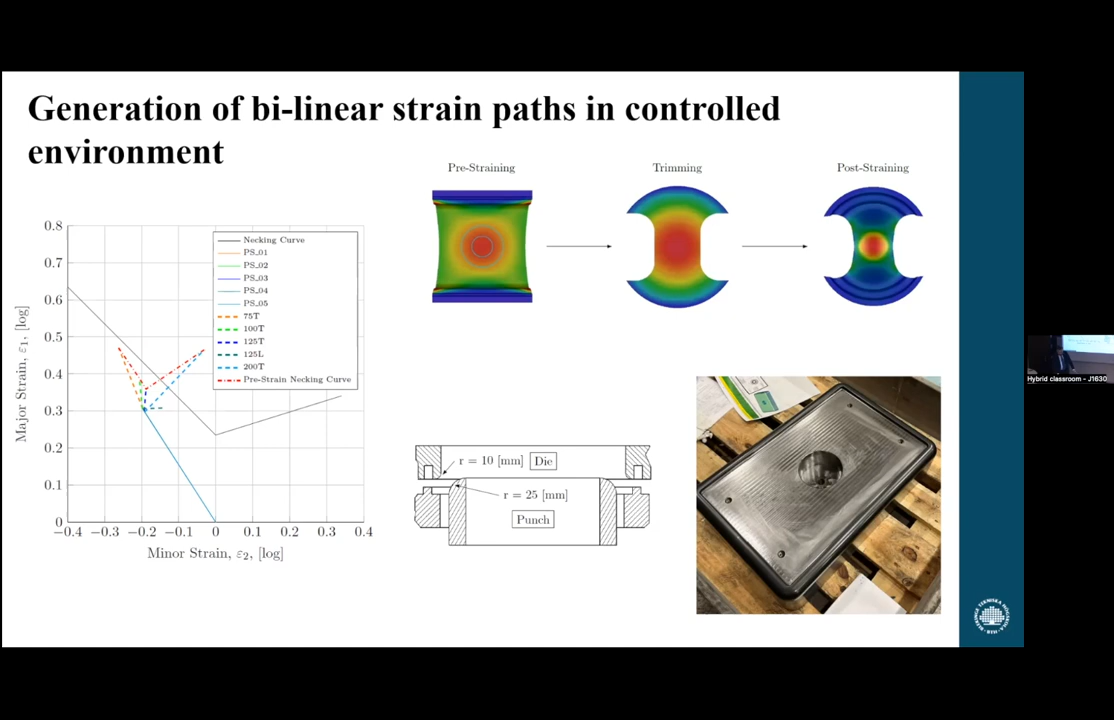 Generation of bi-linear strain paths in controlled
environment
Pre-Straining
Trimming
Post-Straining
0.8
0.7
0.6
0.5
0.4
0.3
0.2
0.1
0
−0.4
−0.3
−0.2
−0.1
0
0.1
0.2
0.3
0.4
Major Strain, ε₁, [log]
Minor Strain, ε₂, [log]
Necking Curve
PS_01
PS_02
PS_03
PS_04
PS_05
75T
100T
125T
125L
200T
Pre-Strain Necking Curve
r = 10 [mm] Die
r = 25 [mm]
Punch
Hybrid classroom - J1630